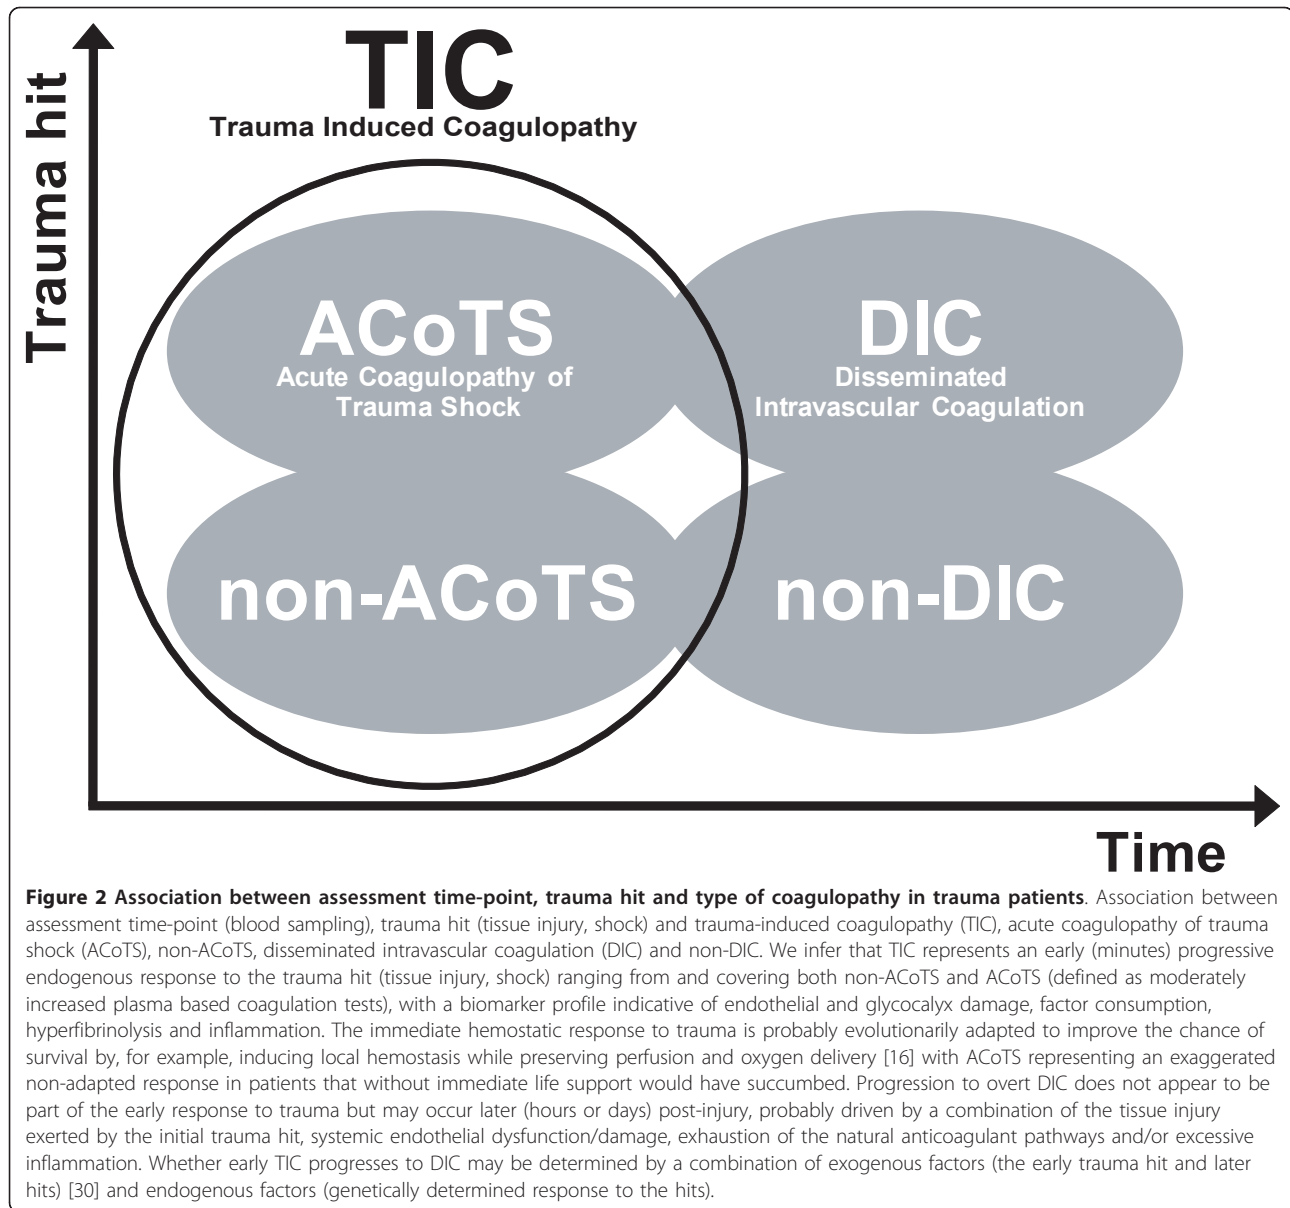 TIC
Trauma Induced Coagulopathy
Trauma hit
ACoTS
Acute Coagulopathy of
Trauma Shock
DIC
Disseminated
Intravascular Coagulation
non-ACoTS
non-DIC
Time
Figure 2 Association between assessment time-point, trauma hit and type of coagulopathy in trauma patients. Association between
assessment time-point (blood sampling), trauma hit (tissue injury, shock) and trauma-induced coagulopathy (TIC), acute coagulopathy of trauma
shock (ACoTS), non-ACoTS, disseminated intravascular coagulation (DIC) and non-DIC. We infer that TIC represents an early (minutes) progressive
endogenous response to the trauma hit (tissue injury, shock) ranging from and covering both non-ACoTS and ACoTS (defined as moderately
increased plasma based coagulation tests), with a biomarker profile indicative of endothelial and glycocalyx damage, factor consumption,
hyperfibrinolysis and inflammation. The immediate hemostatic response to trauma is probably evolutionarily adapted to improve the chance of
survival by, for example, inducing local hemostasis while preserving perfusion and oxygen delivery [16] with ACoTS representing an exaggerated
non-adapted response in patients that without immediate life support would have succumbed. Progression to overt DIC does not appear to be
part of the early response to trauma but may occur later (hours or days) post-injury, probably driven by a combination of the tissue injury
exerted by the initial trauma hit, systemic endothelial dysfunction/damage, exhaustion of the natural anticoagulant pathways and/or excessive
inflammation. Whether early TIC progresses to DIC may be determined by a combination of exogenous factors (the early trauma hit and later
hits) [30] and endogenous factors (genetically determined response to the hits).